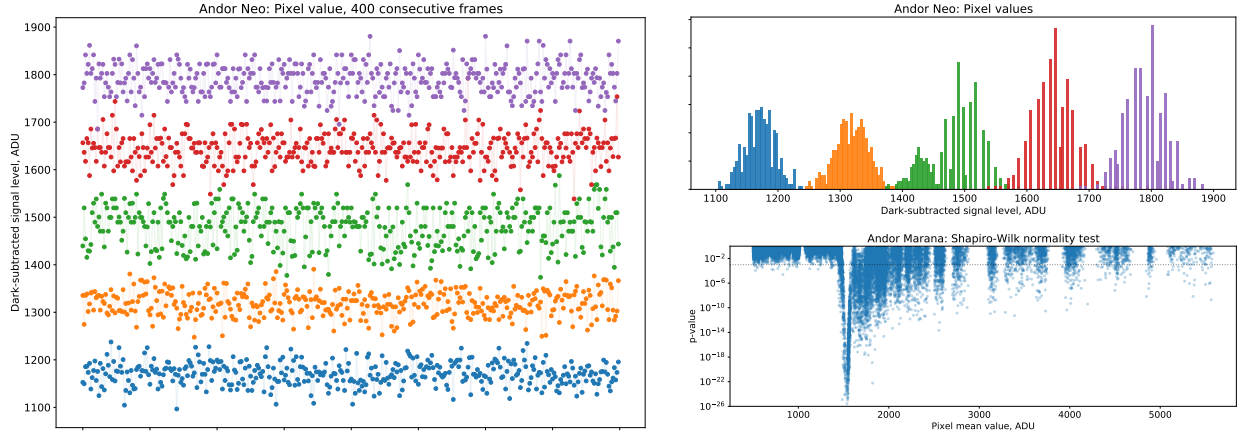 Andor Neo: Pixel value, 400 consecutive frames
Dark-subtracted signal level, ADU
1900
1800
1700
1600
1500
1400
1300
1200
1100
Andor Neo: Pixel values
1100 1200 1300 1400 1500 1600 1700 1800 1900
Dark-subtracted signal level, ADU
Andor Marana: Shapiro-Wilk normality test
p-value
10⁻²
10⁻⁶
10⁻¹⁰
10⁻¹⁴
10⁻¹⁸
10⁻²²
10⁻²⁶
1000 2000 3000 4000 5000
Pixel mean value, ADU